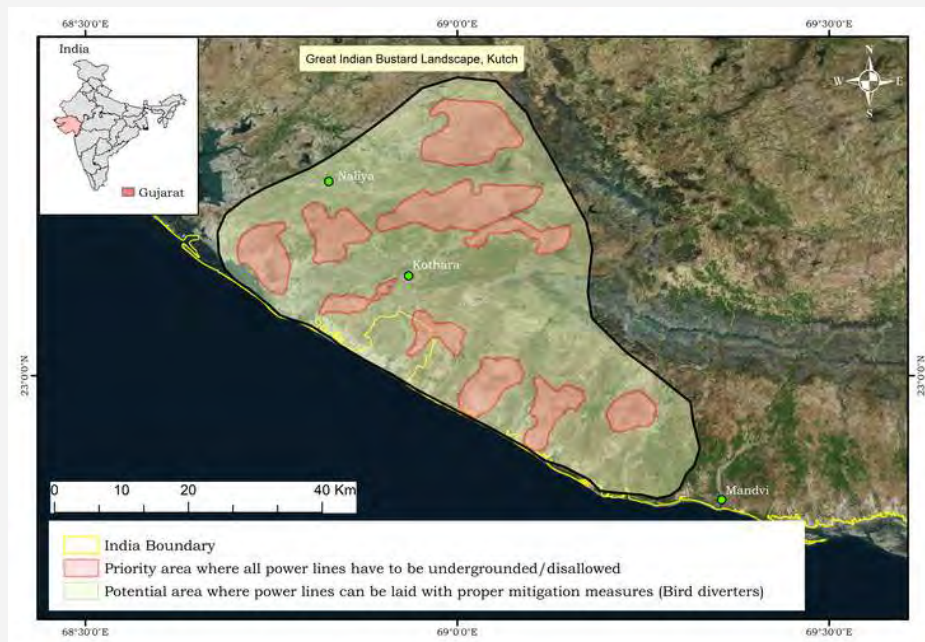 68°30'0"E
69°0'0"E
69°30'0"E
India
Great Indian Bustard Landscape, Kutch
N
W
E
S
Gujarat
Naliya
Kothara
23°0'0"N
23°0'0"N
Mandvi
0
10
20
40 Km
India Boundary
Priority area where all power lines have to be undergrounded/disallowed
Potential area where power lines can be laid with proper mitigation measures (Bird diverters)
68°30'0"E
69°0'0"E
69°30'0"E